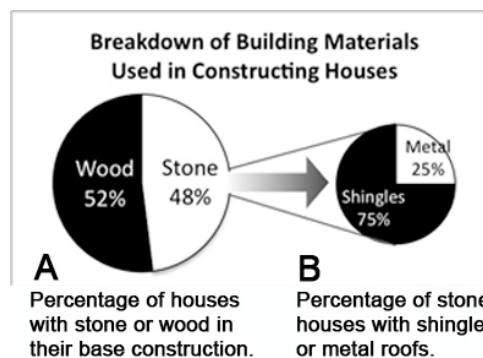 Breakdown of Building Materials
Used in Constructing Houses
Wood
52%
Stone
48%
Metal
25%
Shingles
75%
A
Percentage of houses
with stone or wood in
their base construction.
B
Percentage of stone
houses with shingle
or metal roofs.